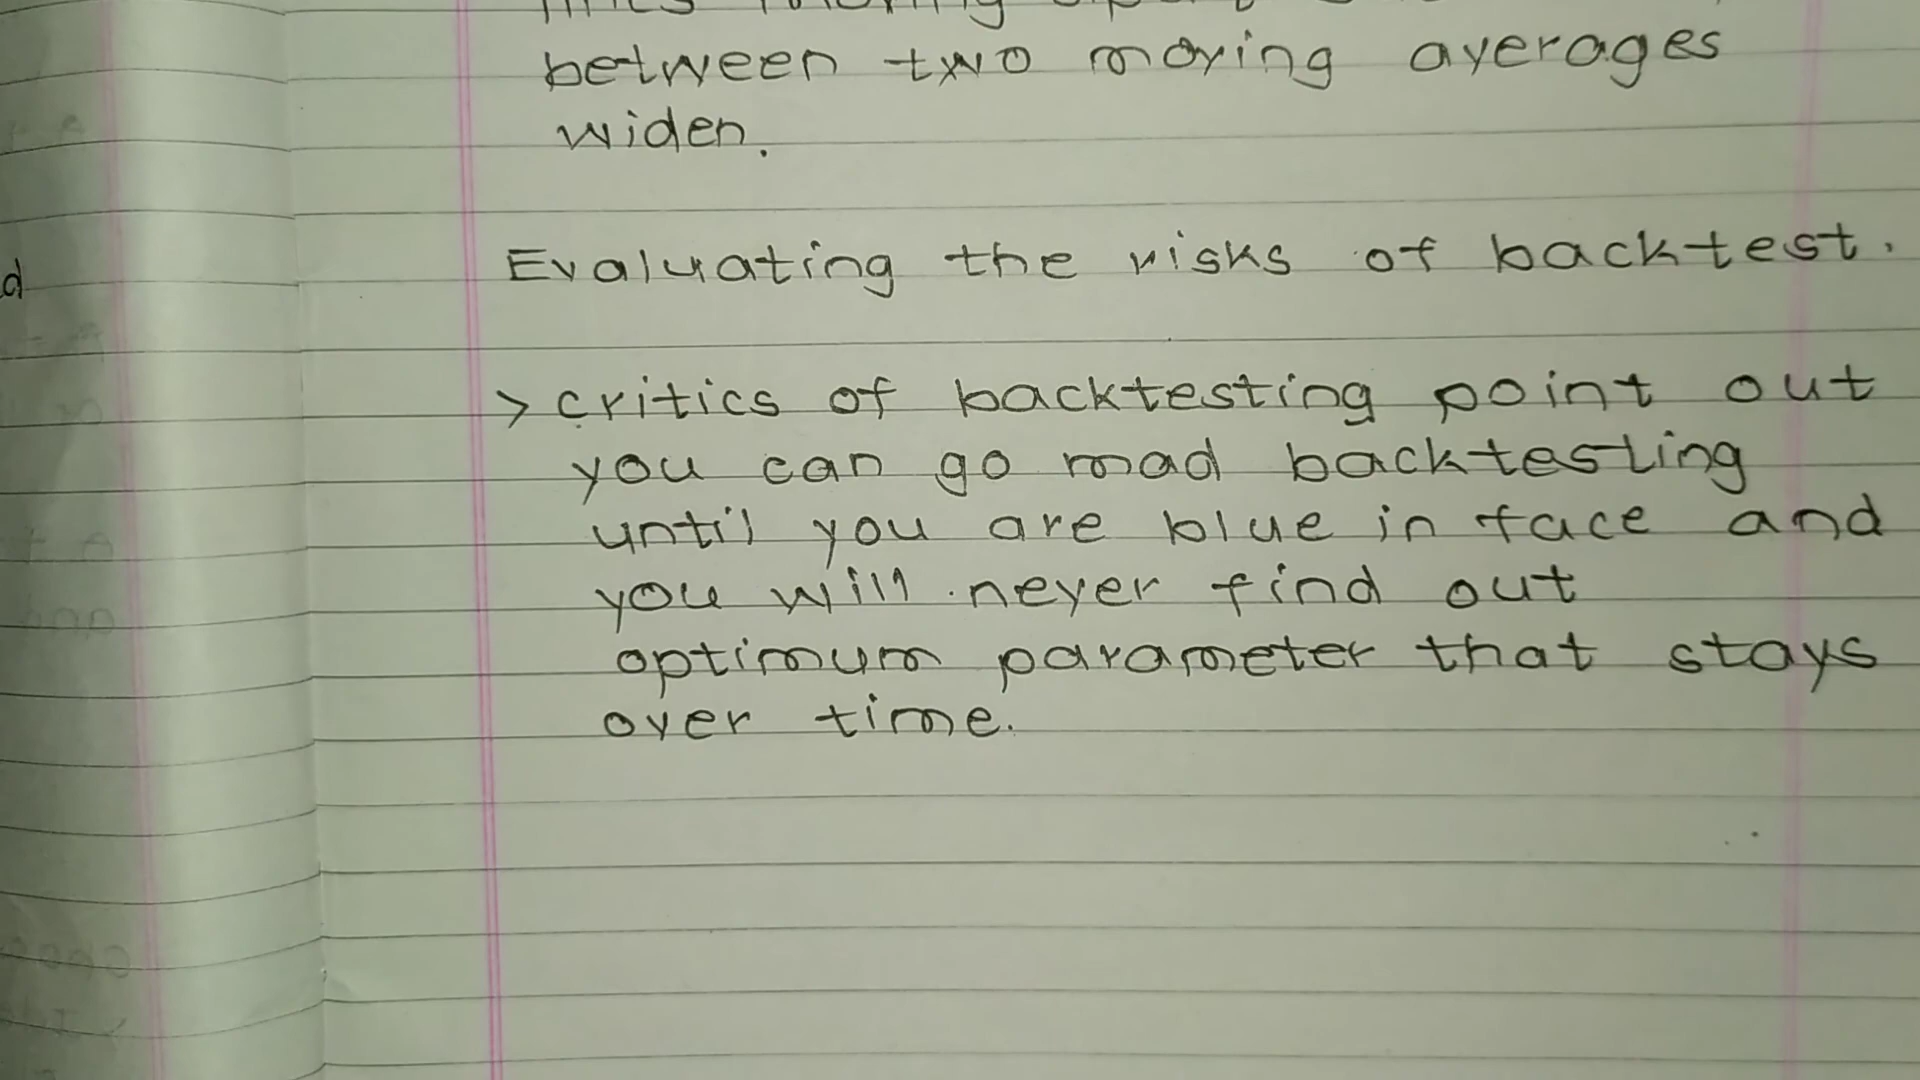 between two moving averages
widen.
Evaluating the risks of backtest.
> critics of backtesting point out
you can go mad backtesting
until you are blue in face and
you will never find out
optimum parameter that stays
over time.
d